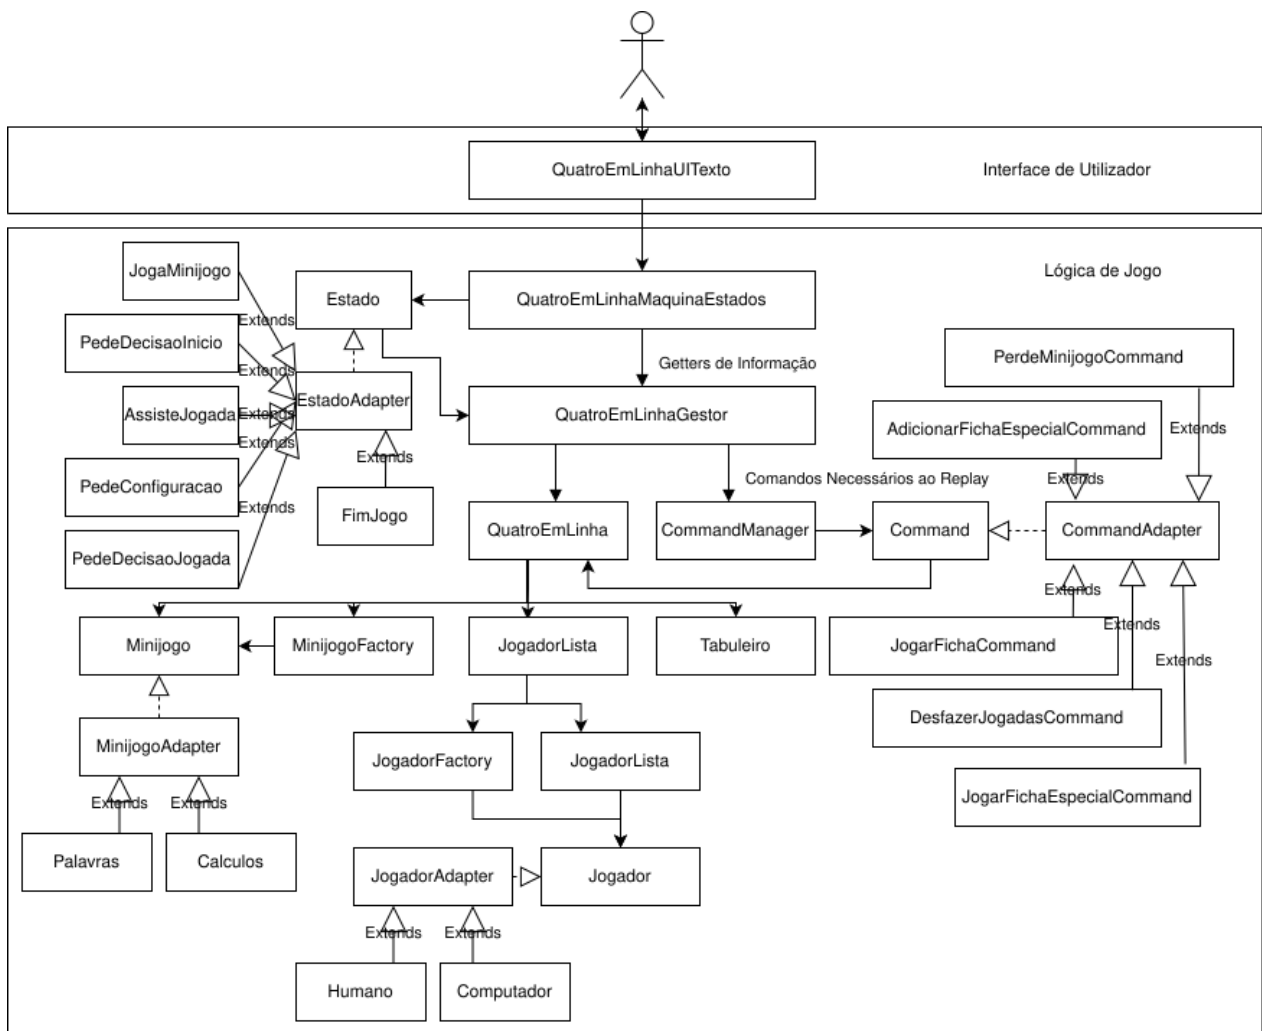 QuatroEmLinhaUITexto
Interface de Utilizador
JogaMinijogo
Lógica de Jogo
Estado
QuatroEmLinhaMaquinaEstados
Extends
PedeDecisaoInicio
PerdeMinijogoCommand
Getters de Informação
Extends
EstadoAdapter
AssisteJogada
Extends
QuatroEmLinhaGestor
AdicionarFichaEspecialCommand
Extends
Extends
Extends
PedeConfiguracao
Comandos Necessários ao Replay
Extends
Extends
FimJogo
QuatroEmLinha
CommandManager
Command
CommandAdapter
PedeDecisaoJogada
Extends
Extends
Minijogo
MinijogoFactory
JogadorLista
Tabuleiro
JogarFichaCommand
Extends
DesfazerJogadasCommand
MinijogoAdapter
JogadorFactory
JogadorLista
JogarFichaEspecialCommand
Extends
Extends
Palavras
Calculos
JogadorAdapter
Jogador
Extends
Extends
Humano
Computador